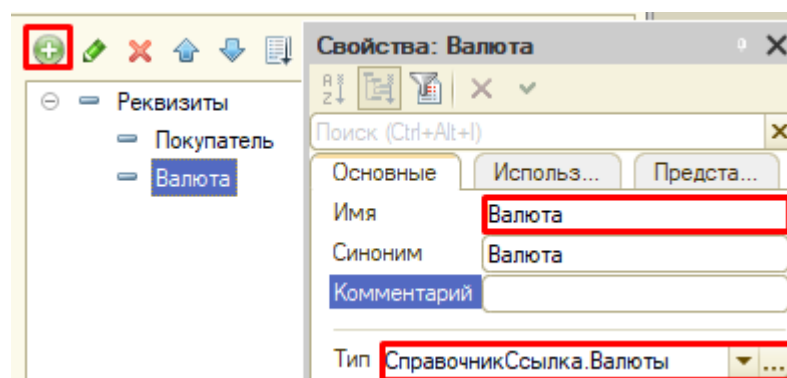 Свойства: Валюта
Поиск (Ctrl+Alt+I)
Реквизиты
Покупатель
Валюта
Основные Использ... Предста...
Имя Валюта
Синоним Валюта
Комментарий
Тип СправочникСсылка.Валюты ...